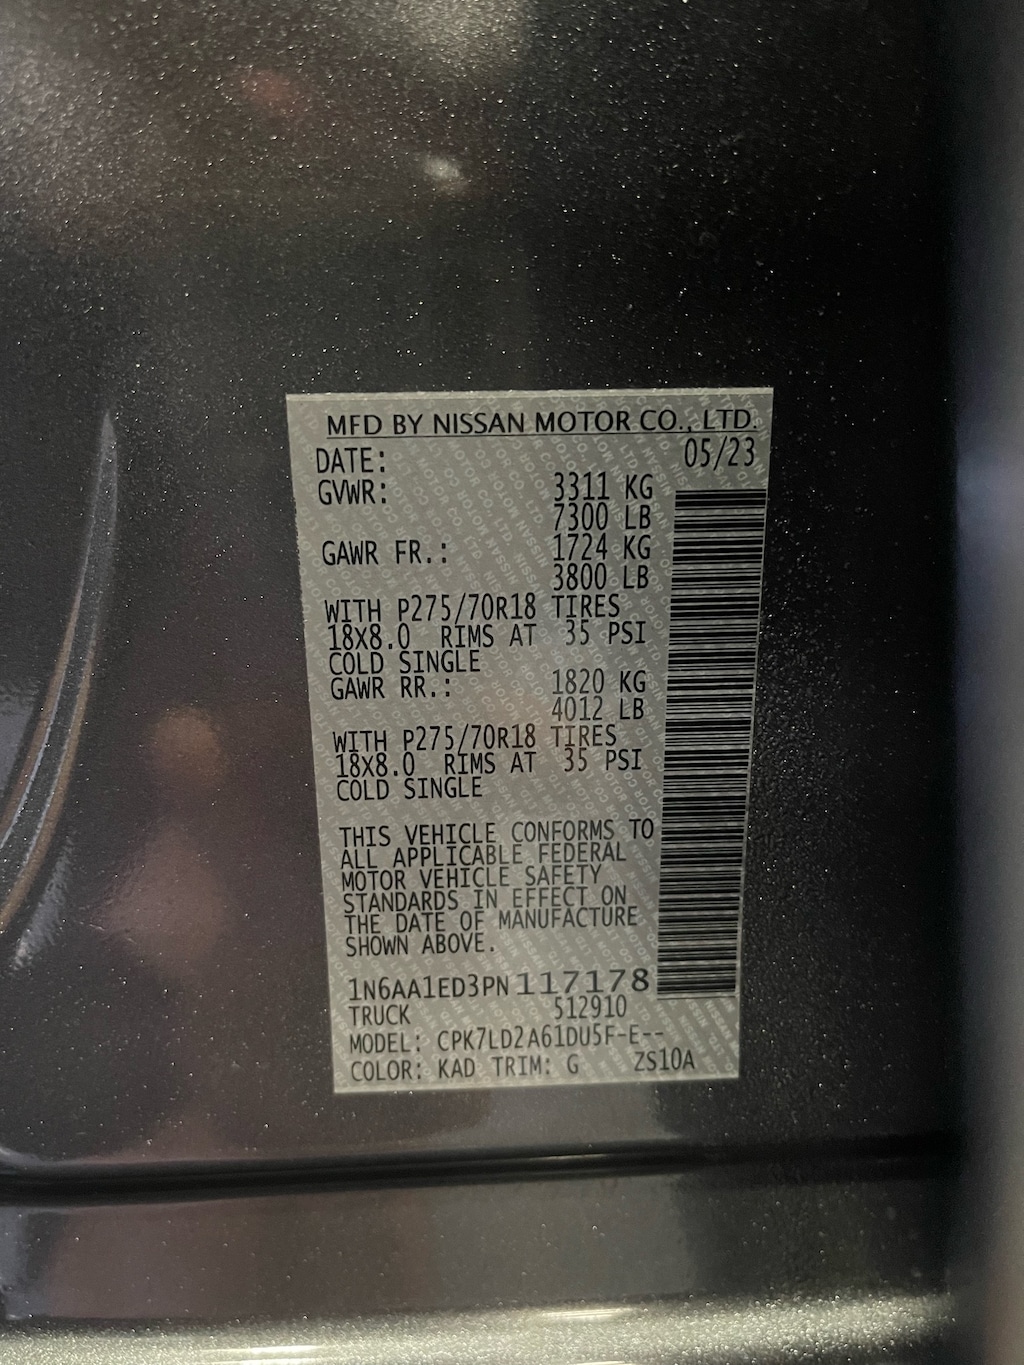 MFD BY NISSAN MOTOR CO., LTD.
DATE: 05/23
GVWR: 3311 KG
7300 LB
GAWR FR.: 1724 KG
3800 LB
WITH P275/70R18 TIRES
18X8.0 RIMS AT 35 PSI
COLD SINGLE
GAWR RR.: 1820 KG
4012 LB
WITH P275/70R18 TIRES
18X8.0 RIMS AT 35 PSI
COLD SINGLE
THIS VEHICLE CONFORMS TO
ALL APPLICABLE FEDERAL
MOTOR VEHICLE SAFETY
STANDARDS IN EFFECT ON
THE DATE OF MANUFACTURE
SHOWN ABOVE.
1N6AA1ED3PN117178
TRUCK 512910
MODEL: CPK7LD2A61DU5F-E--
COLOR: KAD TRIM: G ZS10A